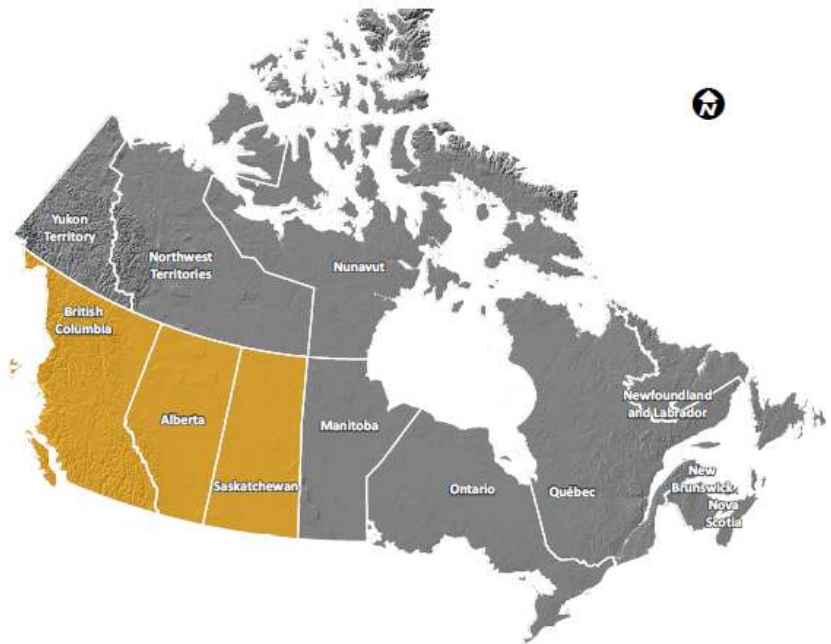 N
Yukon
Territory
Northwest
Territories
Nunavut
British
Columbia
Alberta
Saskatchewan
Manitoba
Ontario
Québec
Newfoundland
and Labrador
New
Brunswick
Nova
Scotia